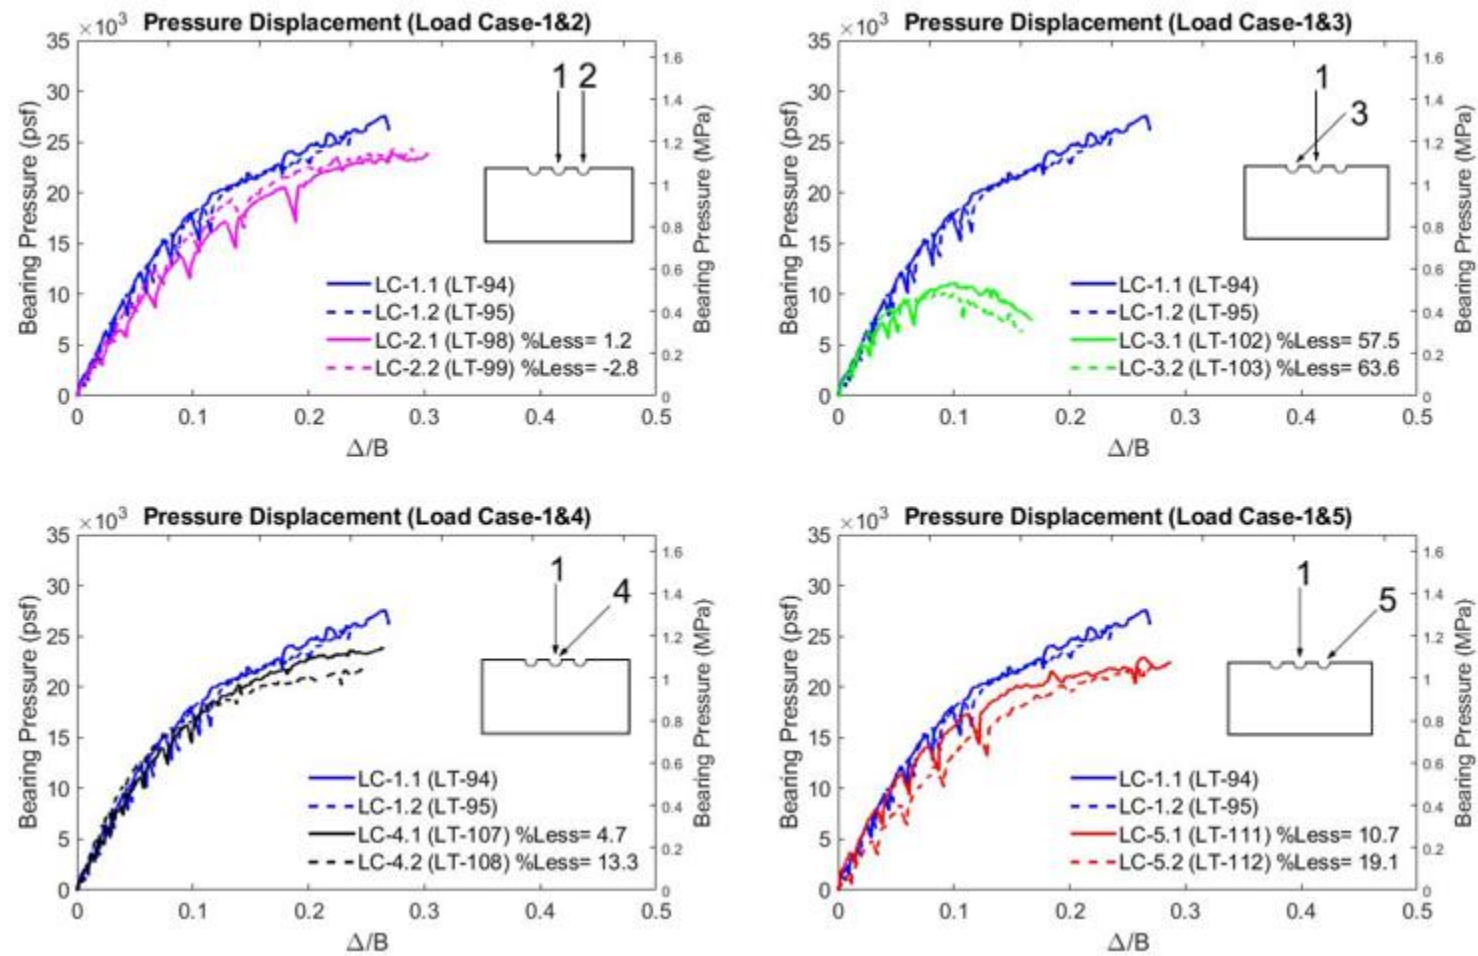 Pressure Displacement (Load Case-1&2)
×10³
35
30
25
20
15
10
5
0
Bearing Pressure (psf)
1.6
1.4
1.2
1
0.8
0.6
0.4
0.2
0
Bearing Pressure (MPa)
1 2
LC-1.1 (LT-94)
LC-1.2 (LT-95)
LC-2.1 (LT-98) %Less= 1.2
LC-2.2 (LT-99) %Less= -2.8
0 0.1 0.2 0.3 0.4 0.5
Δ/B
Pressure Displacement (Load Case-1&3)
×10³
35
30
25
20
15
10
5
0
Bearing Pressure (psf)
1.6
1.4
1.2
1
0.8
0.6
0.4
0.2
0
Bearing Pressure (MPa)
1
3
LC-1.1 (LT-94)
LC-1.2 (LT-95)
LC-3.1 (LT-102) %Less= 57.5
LC-3.2 (LT-103) %Less= 63.6
0 0.1 0.2 0.3 0.4 0.5
Δ/B
Pressure Displacement (Load Case-1&4)
×10³
35
30
25
20
15
10
5
0
Bearing Pressure (psf)
1.6
1.4
1.2
1
0.8
0.6
0.4
0.2
0
Bearing Pressure (MPa)
1
4
LC-1.1 (LT-94)
LC-1.2 (LT-95)
LC-4.1 (LT-107) %Less= 4.7
LC-4.2 (LT-108) %Less= 13.3
0 0.1 0.2 0.3 0.4 0.5
Δ/B
Pressure Displacement (Load Case-1&5)
×10³
35
30
25
20
15
10
5
0
Bearing Pressure (psf)
1.6
1.4
1.2
1
0.8
0.6
0.4
0.2
0
Bearing Pressure (MPa)
1
5
LC-1.1 (LT-94)
LC-1.2 (LT-95)
LC-5.1 (LT-111) %Less= 10.7
LC-5.2 (LT-112) %Less= 19.1
0 0.1 0.2 0.3 0.4 0.5
Δ/B